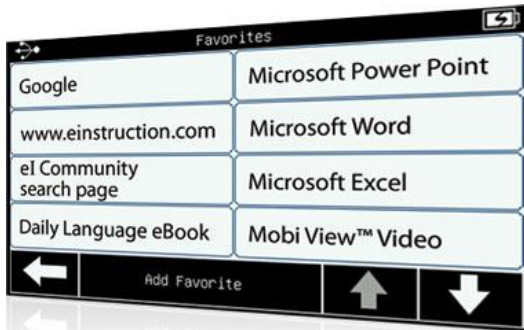 Favorites
Google
www.einstruction.com
eI Community
search page
Daily Language eBook
Microsoft Power Point
Microsoft Word
Microsoft Excel
Mobi View™ Video
Add Favorite